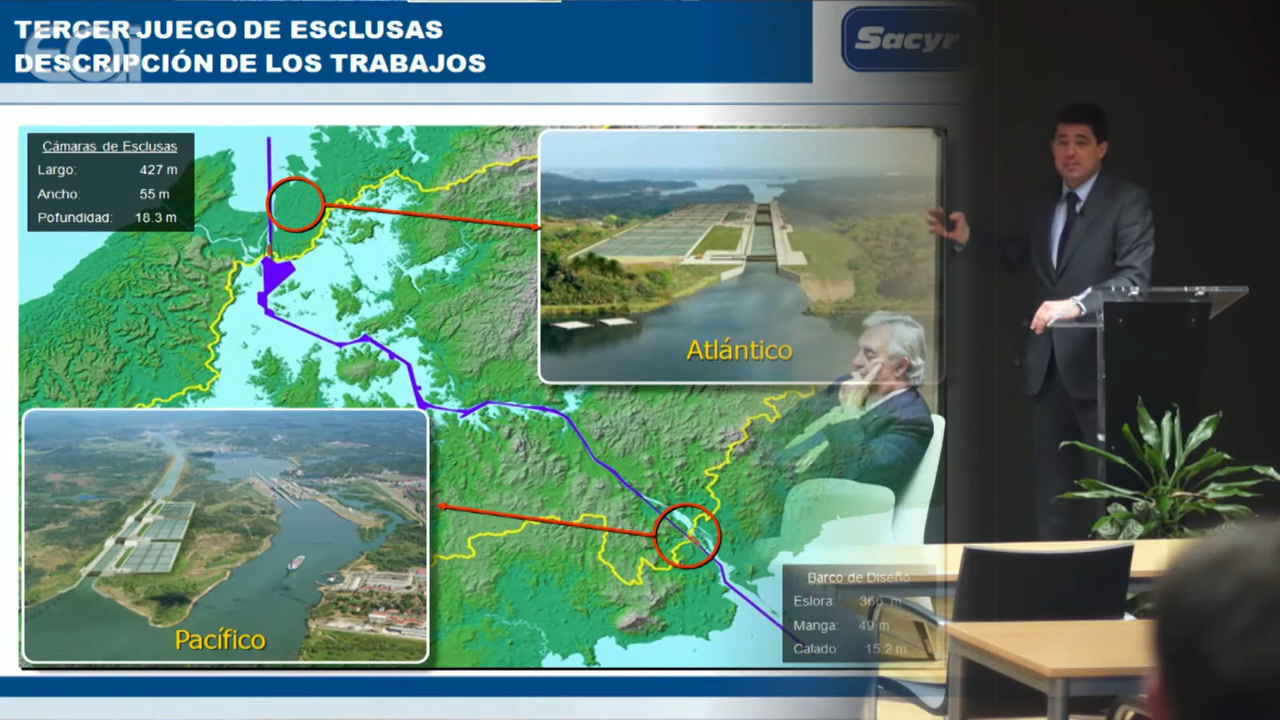 TERCER JUEGO DE ESCLUSAS
DESCRIPCIÓN DE LOS TRABAJOS
eoi
Sacyr
Cámaras de Esclusas
Largo: 427 m
Ancho: 55 m
Pofundidad: 18.3 m
Atlántico
Pacífico
Barco de Diseño
Eslora: 366 m
Manga: 49 m
Calado: 15.2 m